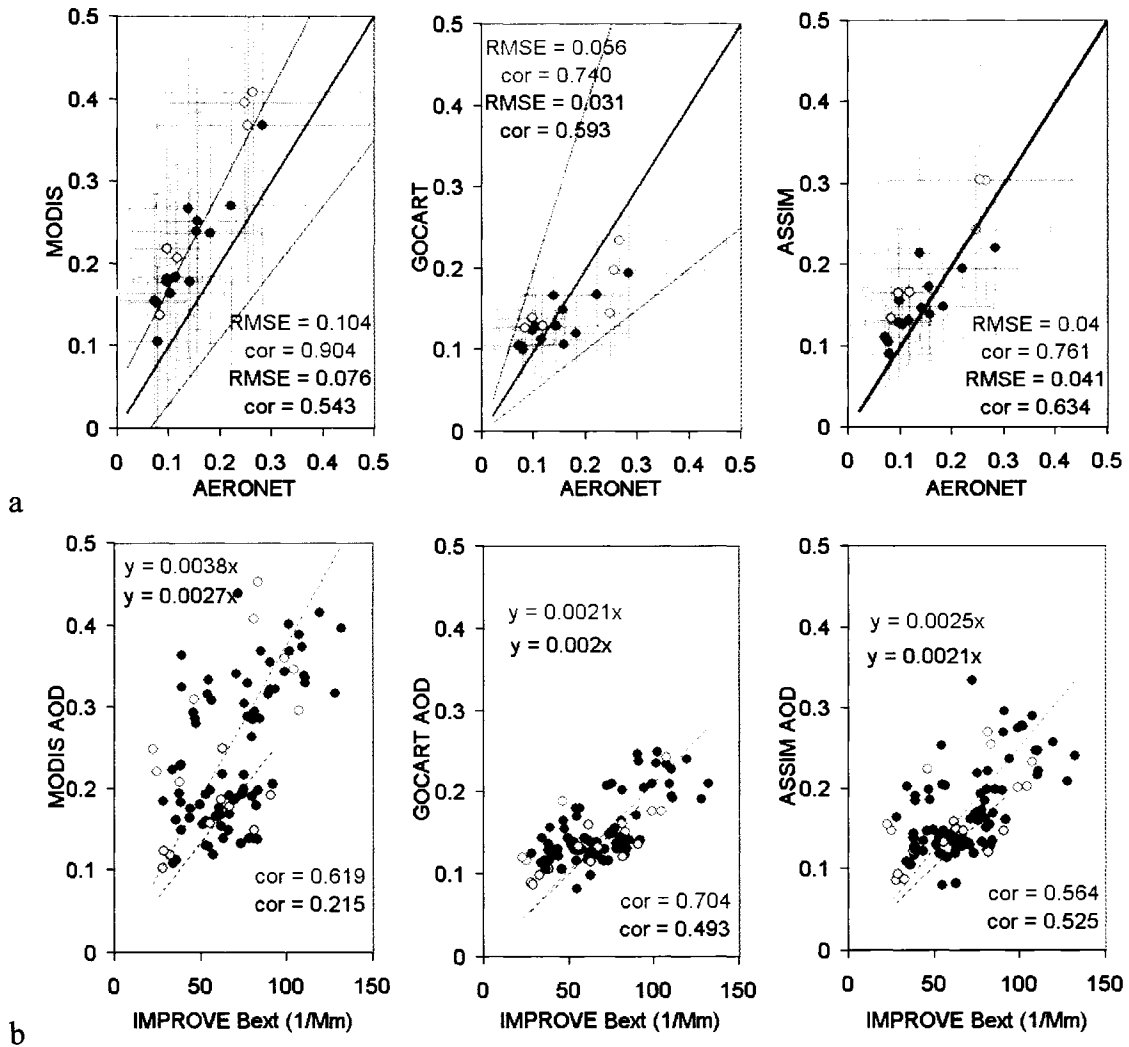 0.5
0.4
0.3
0.2
0.1
0
MODIS
RMSE = 0.104
cor = 0.904
RMSE = 0.076
cor = 0.543
0 0.1 0.2 0.3 0.4 0.5
AERONET
0.5
0.4
0.3
0.2
0.1
0
GOCART
RMSE = 0.056
cor = 0.740
RMSE = 0.031
cor = 0.593
0 0.1 0.2 0.3 0.4 0.5
AERONET
0.5
0.4
0.3
0.2
0.1
0
ASSIM
RMSE = 0.04
cor = 0.761
RMSE = 0.041
cor = 0.634
0 0.1 0.2 0.3 0.4 0.5
AERONET
a
0.5
0.4
0.3
0.2
0.1
0
MODIS AOD
y = 0.0038x
y = 0.0027x
cor = 0.619
cor = 0.215
0 50 100 150
IMPROVE Bext (1/Mm)
0.5
0.4
0.3
0.2
0.1
0
GOCART AOD
y = 0.0021x
y = 0.002x
cor = 0.704
cor = 0.493
0 50 100 150
IMPROVE Bext (1/Mm)
0.5
0.4
0.3
0.2
0.1
0
ASSIM AOD
y = 0.0025x
y = 0.0021x
cor = 0.564
cor = 0.525
0 50 100 150
IMPROVE Bext (1/Mm)
b